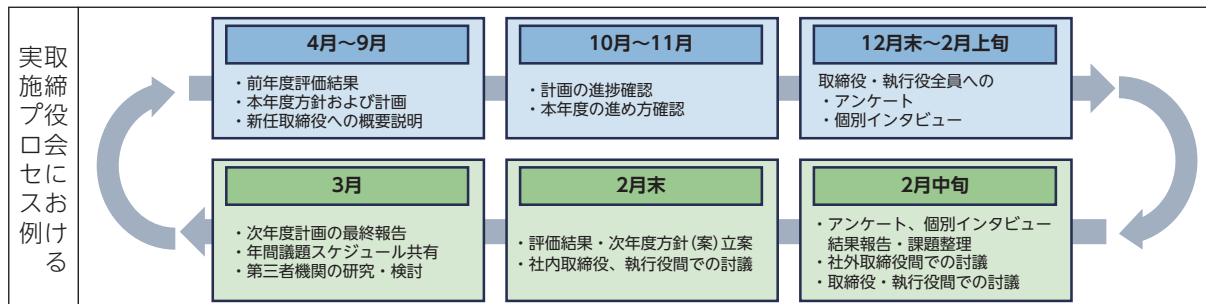 取締役会における
実施プロセス例
4月~9月
・前年度評価結果
・本年度方針および計画
・新任取締役への概要説明
10月~11月
・計画の進捗確認
・本年度の進め方確認
12月末~2月上旬
取締役・執行役全員への
・アンケート
・個別インタビュー
2月中旬
・アンケート、個別インタビュー
結果報告・課題整理
・社外取締役間での討議
・取締役・執行役間での討議
2月末
・評価結果・次年度方針(案)立案
・社内取締役、執行役間での討議
3月
・次年度計画の最終報告
・年間議題スケジュール共有
・第三者機関の研究・検討